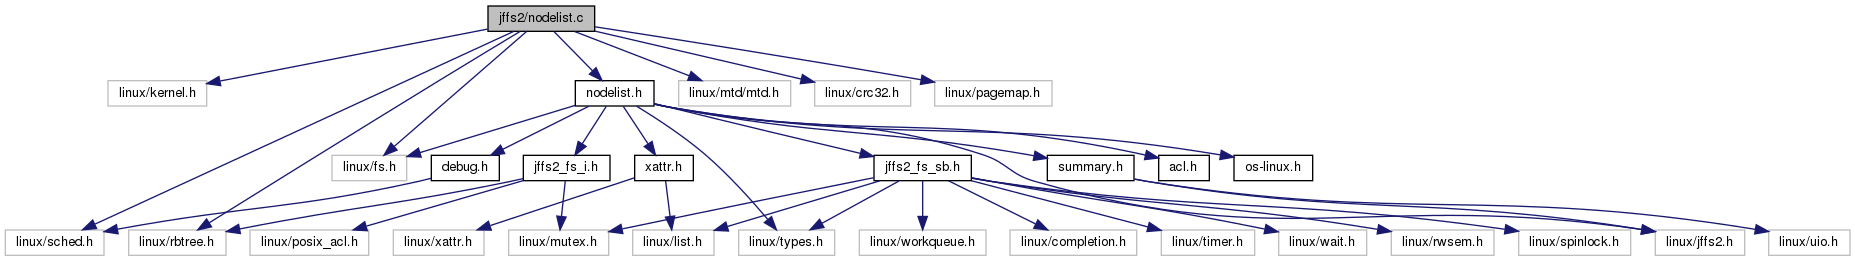 jffs2/nodelist.c
linux/kernel.h
nodelist.h
linux/mtd/mtd.h
linux/crc32.h
linux/pagemap.h
linux/fs.h
debug.h
jffs2_fs_i.h
xattr.h
jffs2_fs_sb.h
summary.h
acl.h
os-linux.h
linux/sched.h
linux/rbtree.h
linux/posix_acl.h
linux/xattr.h
linux/mutex.h
linux/list.h
linux/types.h
linux/workqueue.h
linux/completion.h
linux/timer.h
linux/wait.h
linux/rwsem.h
linux/spinlock.h
linux/jffs2.h
linux/uio.h